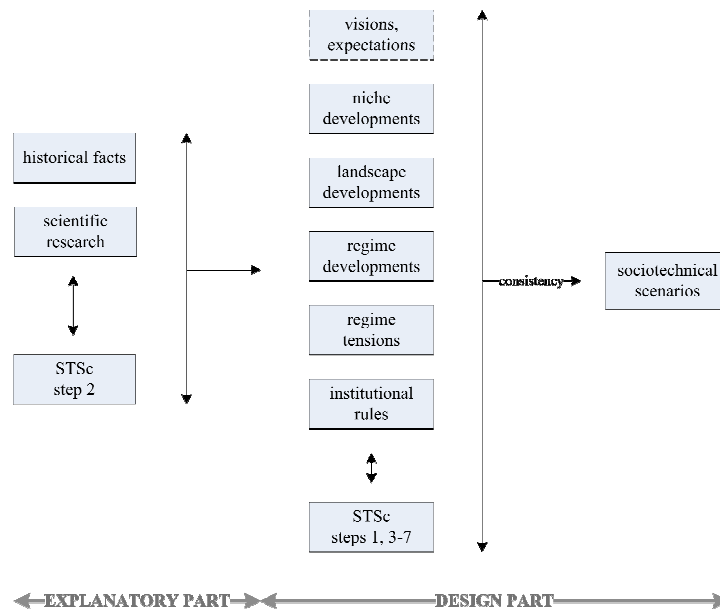 historical facts
scientific
research
STSc
step 2
visions,
expectations
niche
developments
landscape
developments
regime
developments
regime
tensions
institutional
rules
STSc
steps 1, 3-7
consistency
sociotechnical
scenarios
EXPLANATORY PART
DESIGN PART